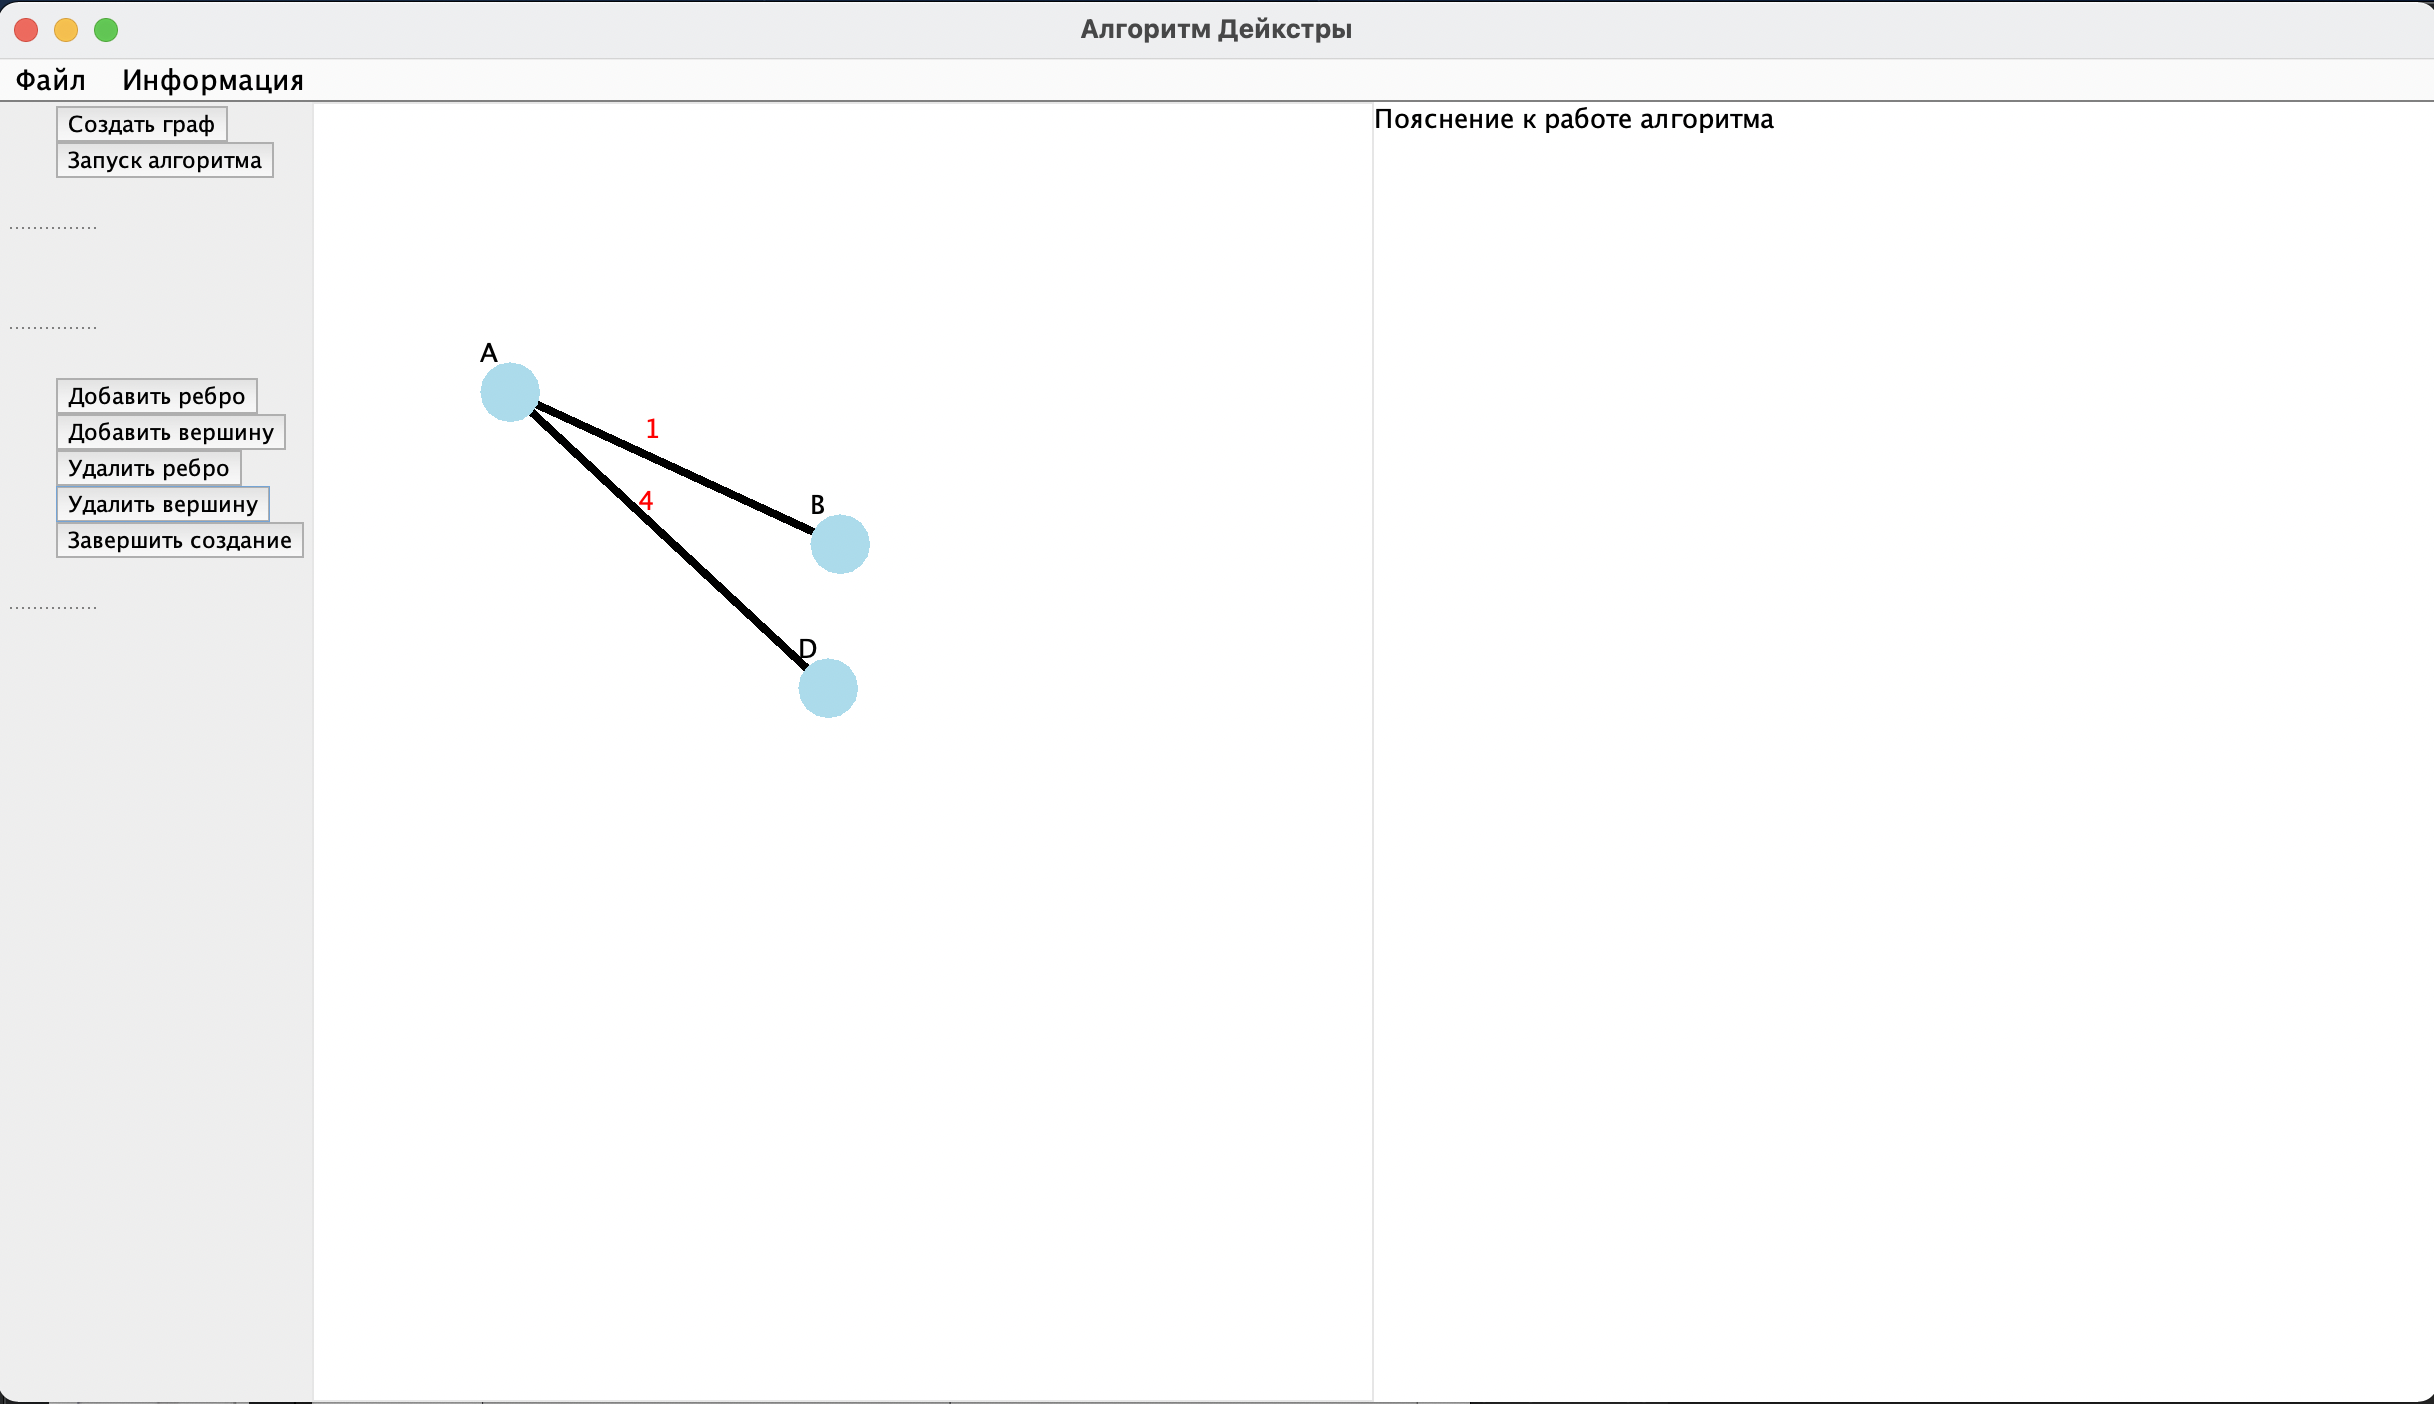 Алгоритм Дейкстры
Файл Информация
Создать граф
Запуск алгоритма
Добавить ребро
Добавить вершину
Удалить ребро
Удалить вершину
Завершить создание
A
1
4
B
D
Пояснение к работе алгоритма